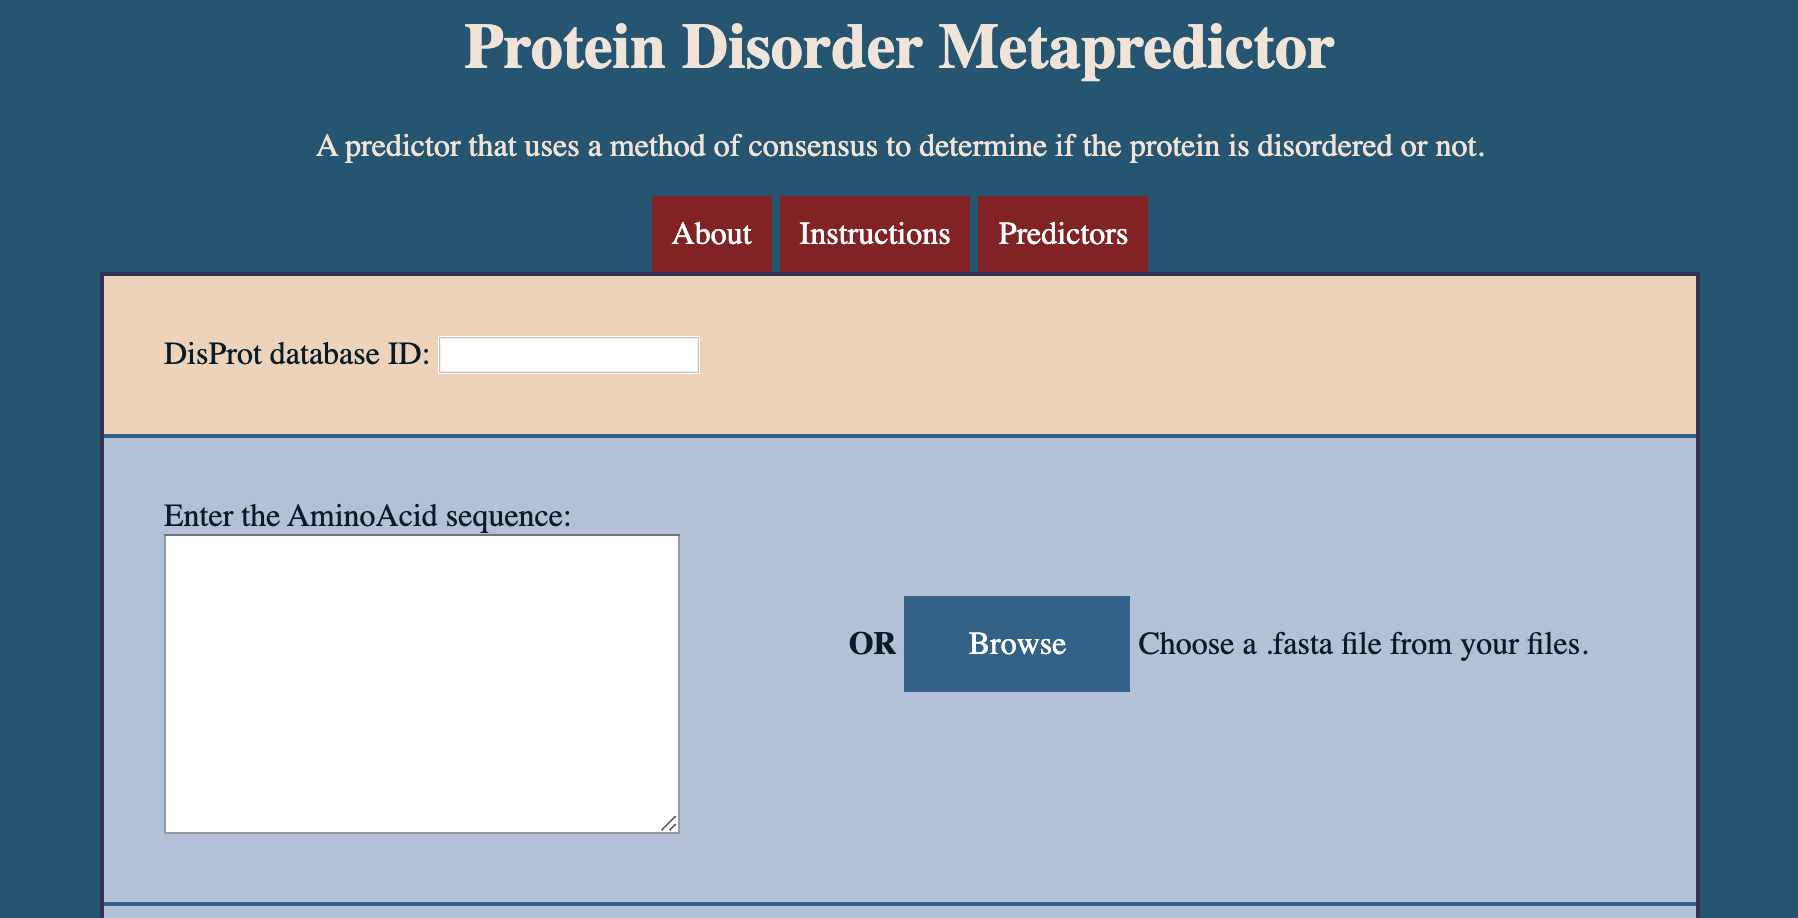 Protein Disorder Metapredictor
A predictor that uses a method of consensus to determine if the protein is disordered or not.
About Instructions Predictors
DisProt database ID:
Enter the AminoAcid sequence:
OR Browse Choose a .fasta file from your files.